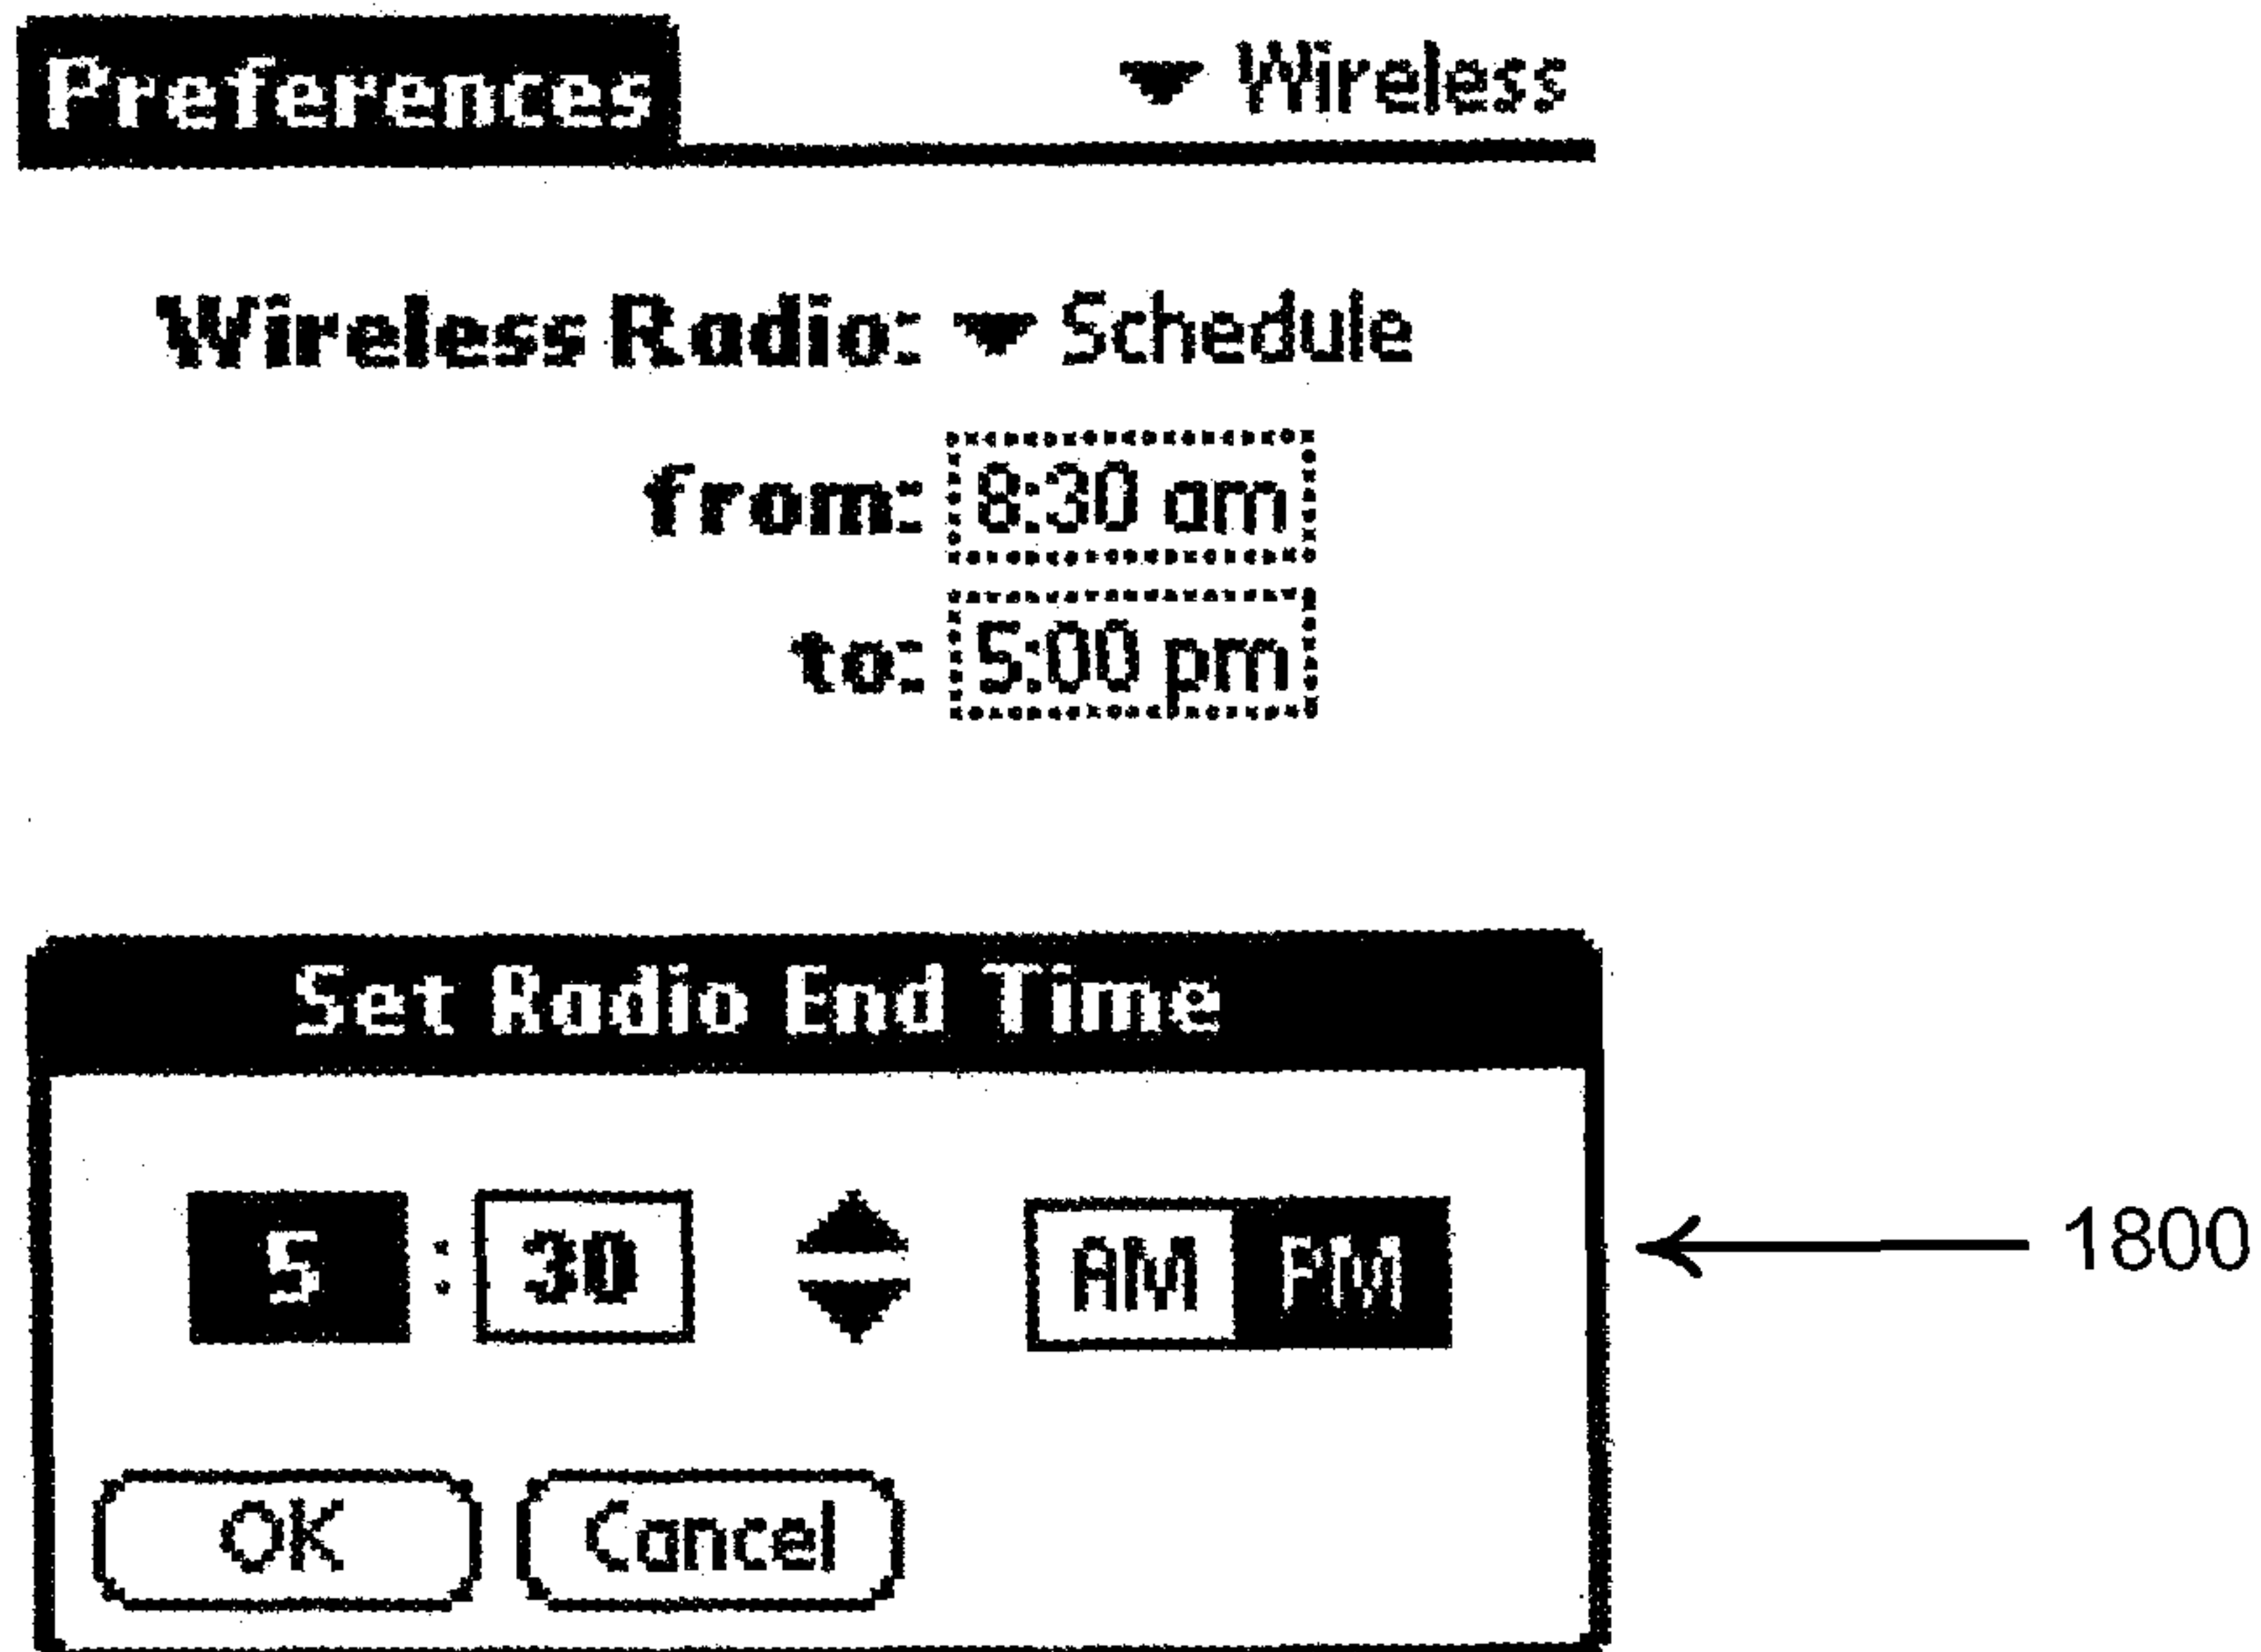 Preferences Wireless
Wireless Radio: Schedule
from: 8:30 am
to: 5:00 pm
Set Radio End Time
5 : 30 AM PM 1800
OK Cancel